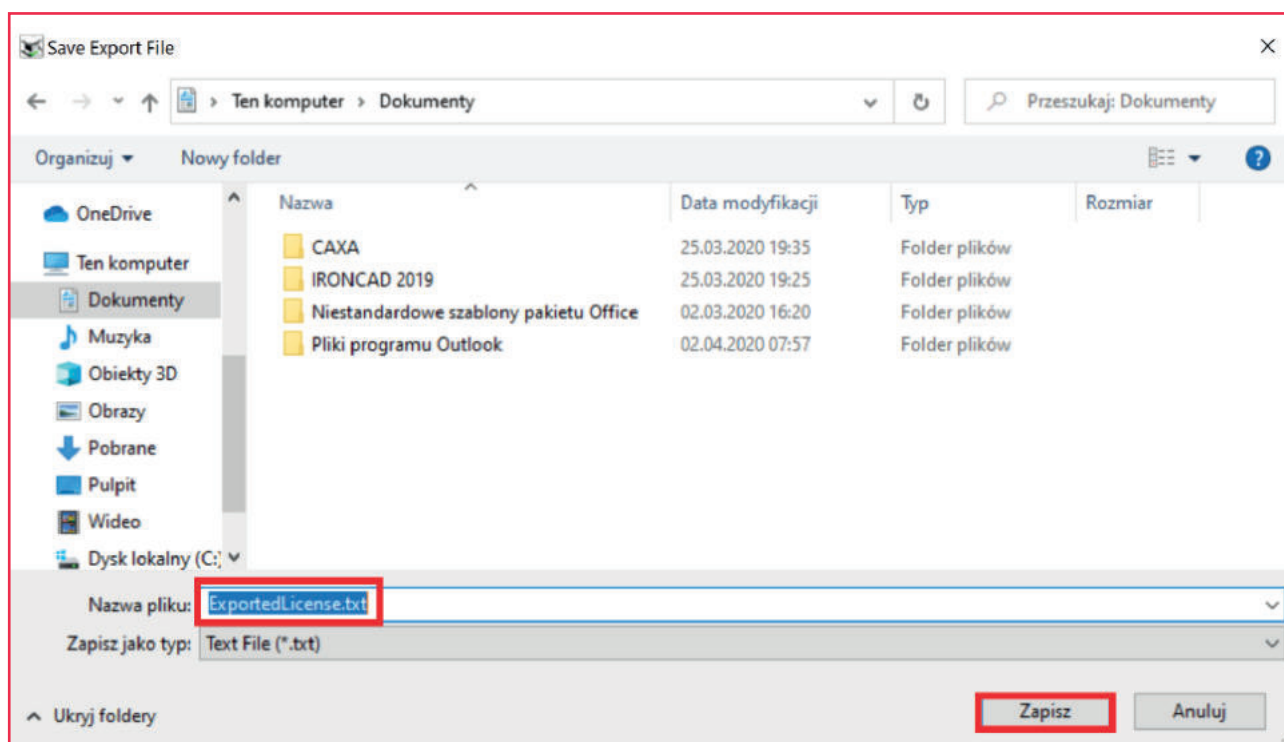 Save Export File
Ten komputer > Dokumenty
Przeszukaj: Dokumenty
Organizuj
Nowy folder
OneDrive
Ten komputer
Dokumenty
Muzyka
Obiekty 3D
Obrazy
Pobrane
Pulpit
Wideo
Dysk lokalny (C:)
Nazwa Data modyfikacji Typ Rozmiar
CAXA 25.03.2020 19:35 Folder plików
IRONCAD 2019 25.03.2020 19:25 Folder plików
Niestandardowe szablony pakietu Office 02.03.2020 16:20 Folder plików
Pliki programu Outlook 02.04.2020 07:57 Folder plików
Nazwa pliku: ExportedLicense.txt
Zapisz jako typ: Text File (*.txt)
Ukryj foldery
Zapisz
Anuluj